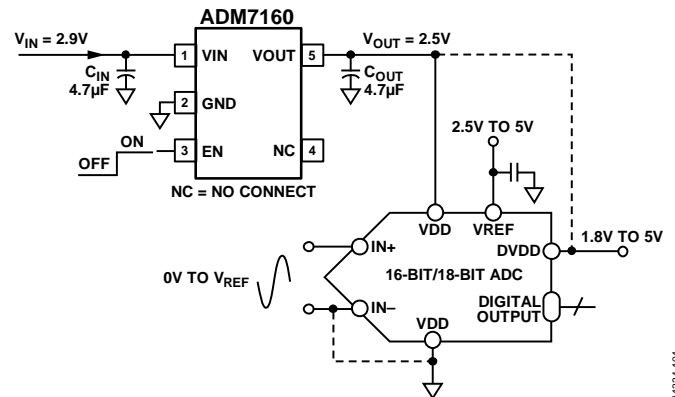 ADM7160
VIN = 2.9V
1
VIN
VOUT
5
VOUT = 2.5V
CIN
4.7µF
COUT
4.7µF
2
GND
ON
OFF
3
EN
NC
4
NC = NO CONNECT
2.5V TO 5V
VDD
VREF
IN+
DVDD
1.8V TO 5V
16-BIT/18-BIT ADC
0V TO VREF
IN–
DIGITAL
OUTPUT
VDD